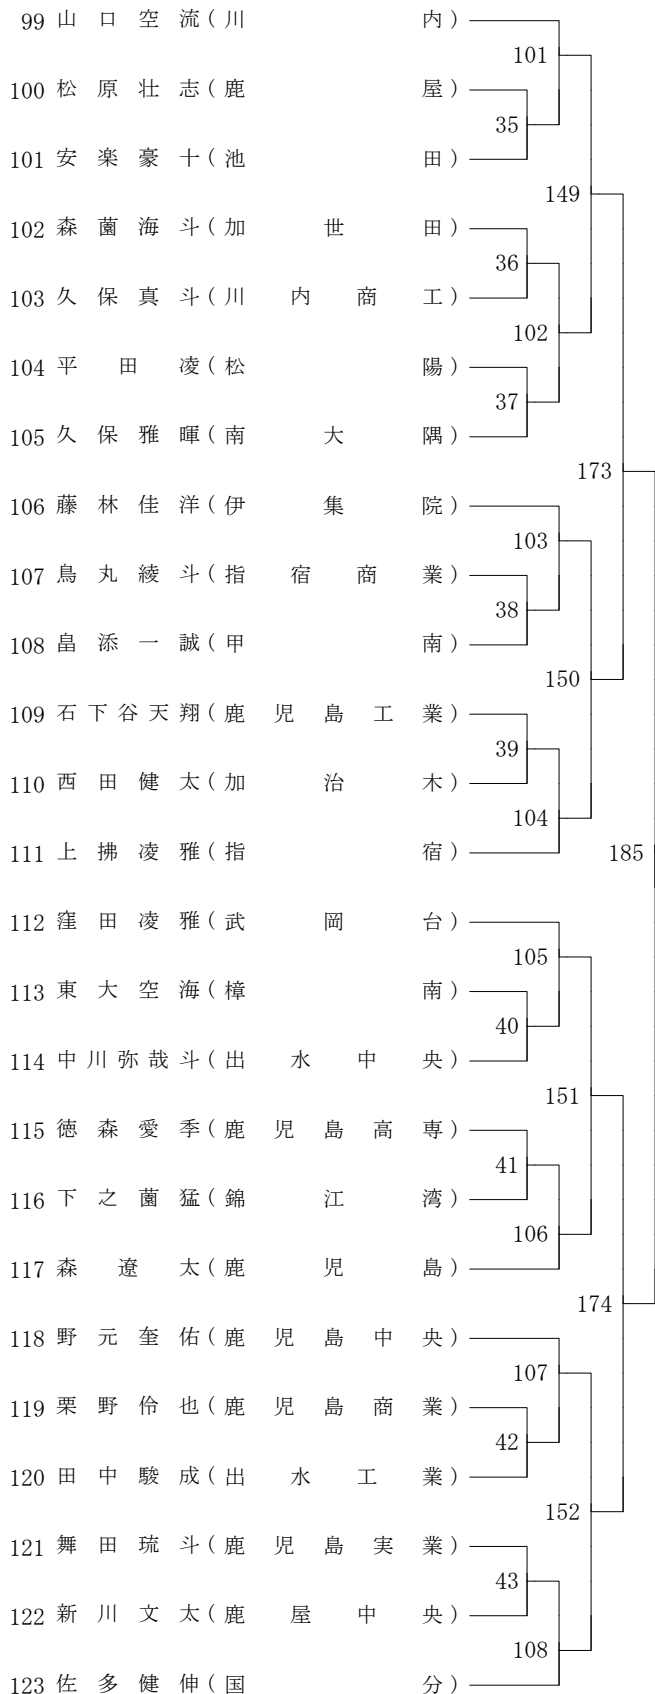 99 山口空流(川内)
101
100 松原壮志(鹿屋)
35
101 安楽豪十(池田)
149
102 森薗海斗(加世田)
36
103 久保真斗(川内商工)
102
104 平田凌(松陽)
37
105 久保雅暉(南大隅)
173
106 藤林佳洋(伊集院)
103
107 鳥丸綾斗(指宿商業)
38
108 畠添一誠(甲南)
150
109 石下谷天翔(鹿児島工業)
39
110 西田健太(加治木)
104
111 上拂凌雅(指宿)
185
112 窪田凌雅(武岡台)
105
113 東大空海(樟南)
40
114 中川弥哉斗(出水中央)
151
115 徳森愛季(鹿児島高専)
41
116 下之薗猛(錦江湾)
106
117 森遼太(鹿児島)
174
118 野元奎佑(鹿児島中央)
107
119 栗野伶也(鹿児島商業)
42
120 田中駿成(出水工業)
152
121 舞田琉斗(鹿児島実業)
43
122 新川文太(鹿屋中央)
108
123 佐多健伸(国分)